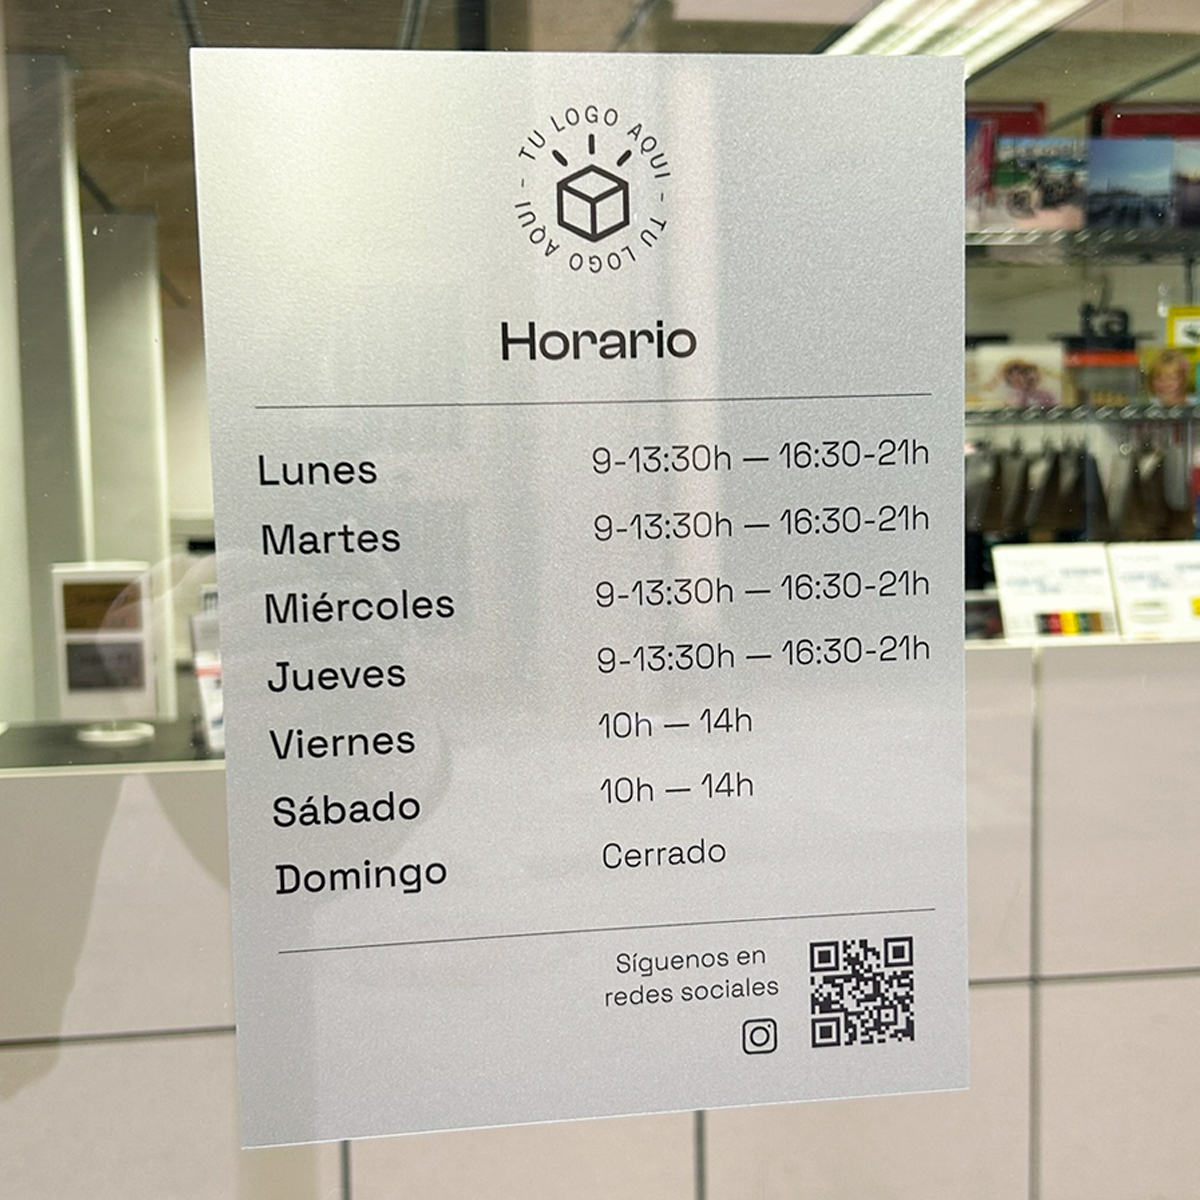 TU LOGO AQUI - TU LOGO AQUI -
Horario
Lunes 9-13:30h — 16:30-21h
Martes 9-13:30h — 16:30-21h
Miércoles 9-13:30h — 16:30-21h
Jueves 9-13:30h — 16:30-21h
Viernes 10h — 14h
Sábado 10h — 14h
Domingo Cerrado
Síguenos en
redes sociales